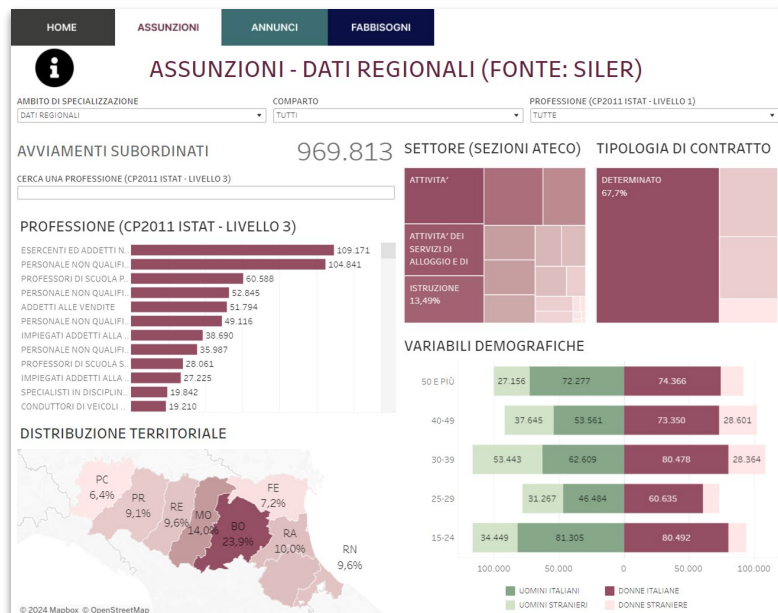 HOME
ASSUNZIONI
ANNUNCI
FABBISOGNI
ASSUNZIONI - DATI REGIONALI (FONTE: SILER)
AMBITO DI SPECIALIZZAZIONE
DATI REGIONALI
COMPARTO
TUTTI
PROFESSIONE (CP2011 ISTAT - LIVELLO 1)
TUTTE
AVVIAMENTI SUBORDINATI
969.813
CERCA UNA PROFESSIONE (CP2011 ISTAT - LIVELLO 3)
PROFESSIONE (CP2011 ISTAT - LIVELLO 3)
ESERCENTI ED ADDETTI N.. 109.171
PERSONALE NON QUALIFI.. 104.841
PROFESSORI DI SCUOLA P.. 60.588
PERSONALE NON QUALIFI.. 52.845
ADDETTI ALLE VENDITE 51.794
PERSONALE NON QUALIFI.. 49.116
IMPIEGATI ADDETTI ALLA .. 38.690
PERSONALE NON QUALIFI.. 35.987
PROFESSORI DI SCUOLA S.. 28.061
IMPIEGATI ADDETTI ALLA .. 27.225
SPECIALISTI IN DISCIPLIN.. 19.842
CONDUTTORI DI VEICOLI .. 19.210
SETTORE (SEZIONI ATECO)
ATTIVITA'
ATTIVITA' DEI
SERVIZI DI
ALLOGGIO E DI
ISTRUZIONE
13,49%
TIPOLOGIA DI CONTRATTO
DETERMINATO
67,7%
VARIABILI DEMOGRAFICHE
50 E PIÙ 27.156 72.277 74.366
40-49 37.645 53.561 73.350 28.601
30-39 53.443 62.609 80.478 28.364
25-29 31.267 46.484 60.635
15-24 34.449 81.305 80.492
100.000 50.000 0 50.000 100.000
UOMINI ITALIANI
DONNE ITALIANE
UOMINI STRANIERI
DONNE STRANIERE
DISTRIBUZIONE TERRITORIALE
PC
6,4%
PR
9,1%
RE
9,6%
MO
14,0%
BO
23,9%
FE
7,2%
RA
10,0%
RN
9,6%
© 2024 Mapbox © OpenStreetMap